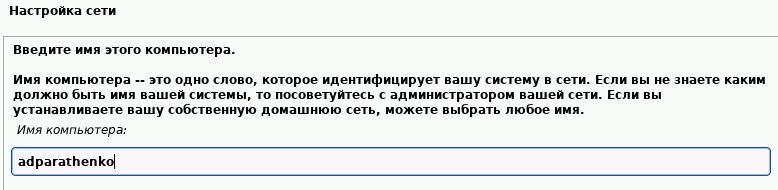 Настройка сети
Введите имя этого компьютера.
Имя компьютера -- это одно слово, которое идентифицирует вашу систему в сети. Если вы не знаете каким
должно быть имя вашей системы, то посоветуйтесь с администратором вашей сети. Если вы
устанавливаете вашу собственную домашнюю сеть, можете выбрать любое имя.
Имя компьютера:
adparathenko